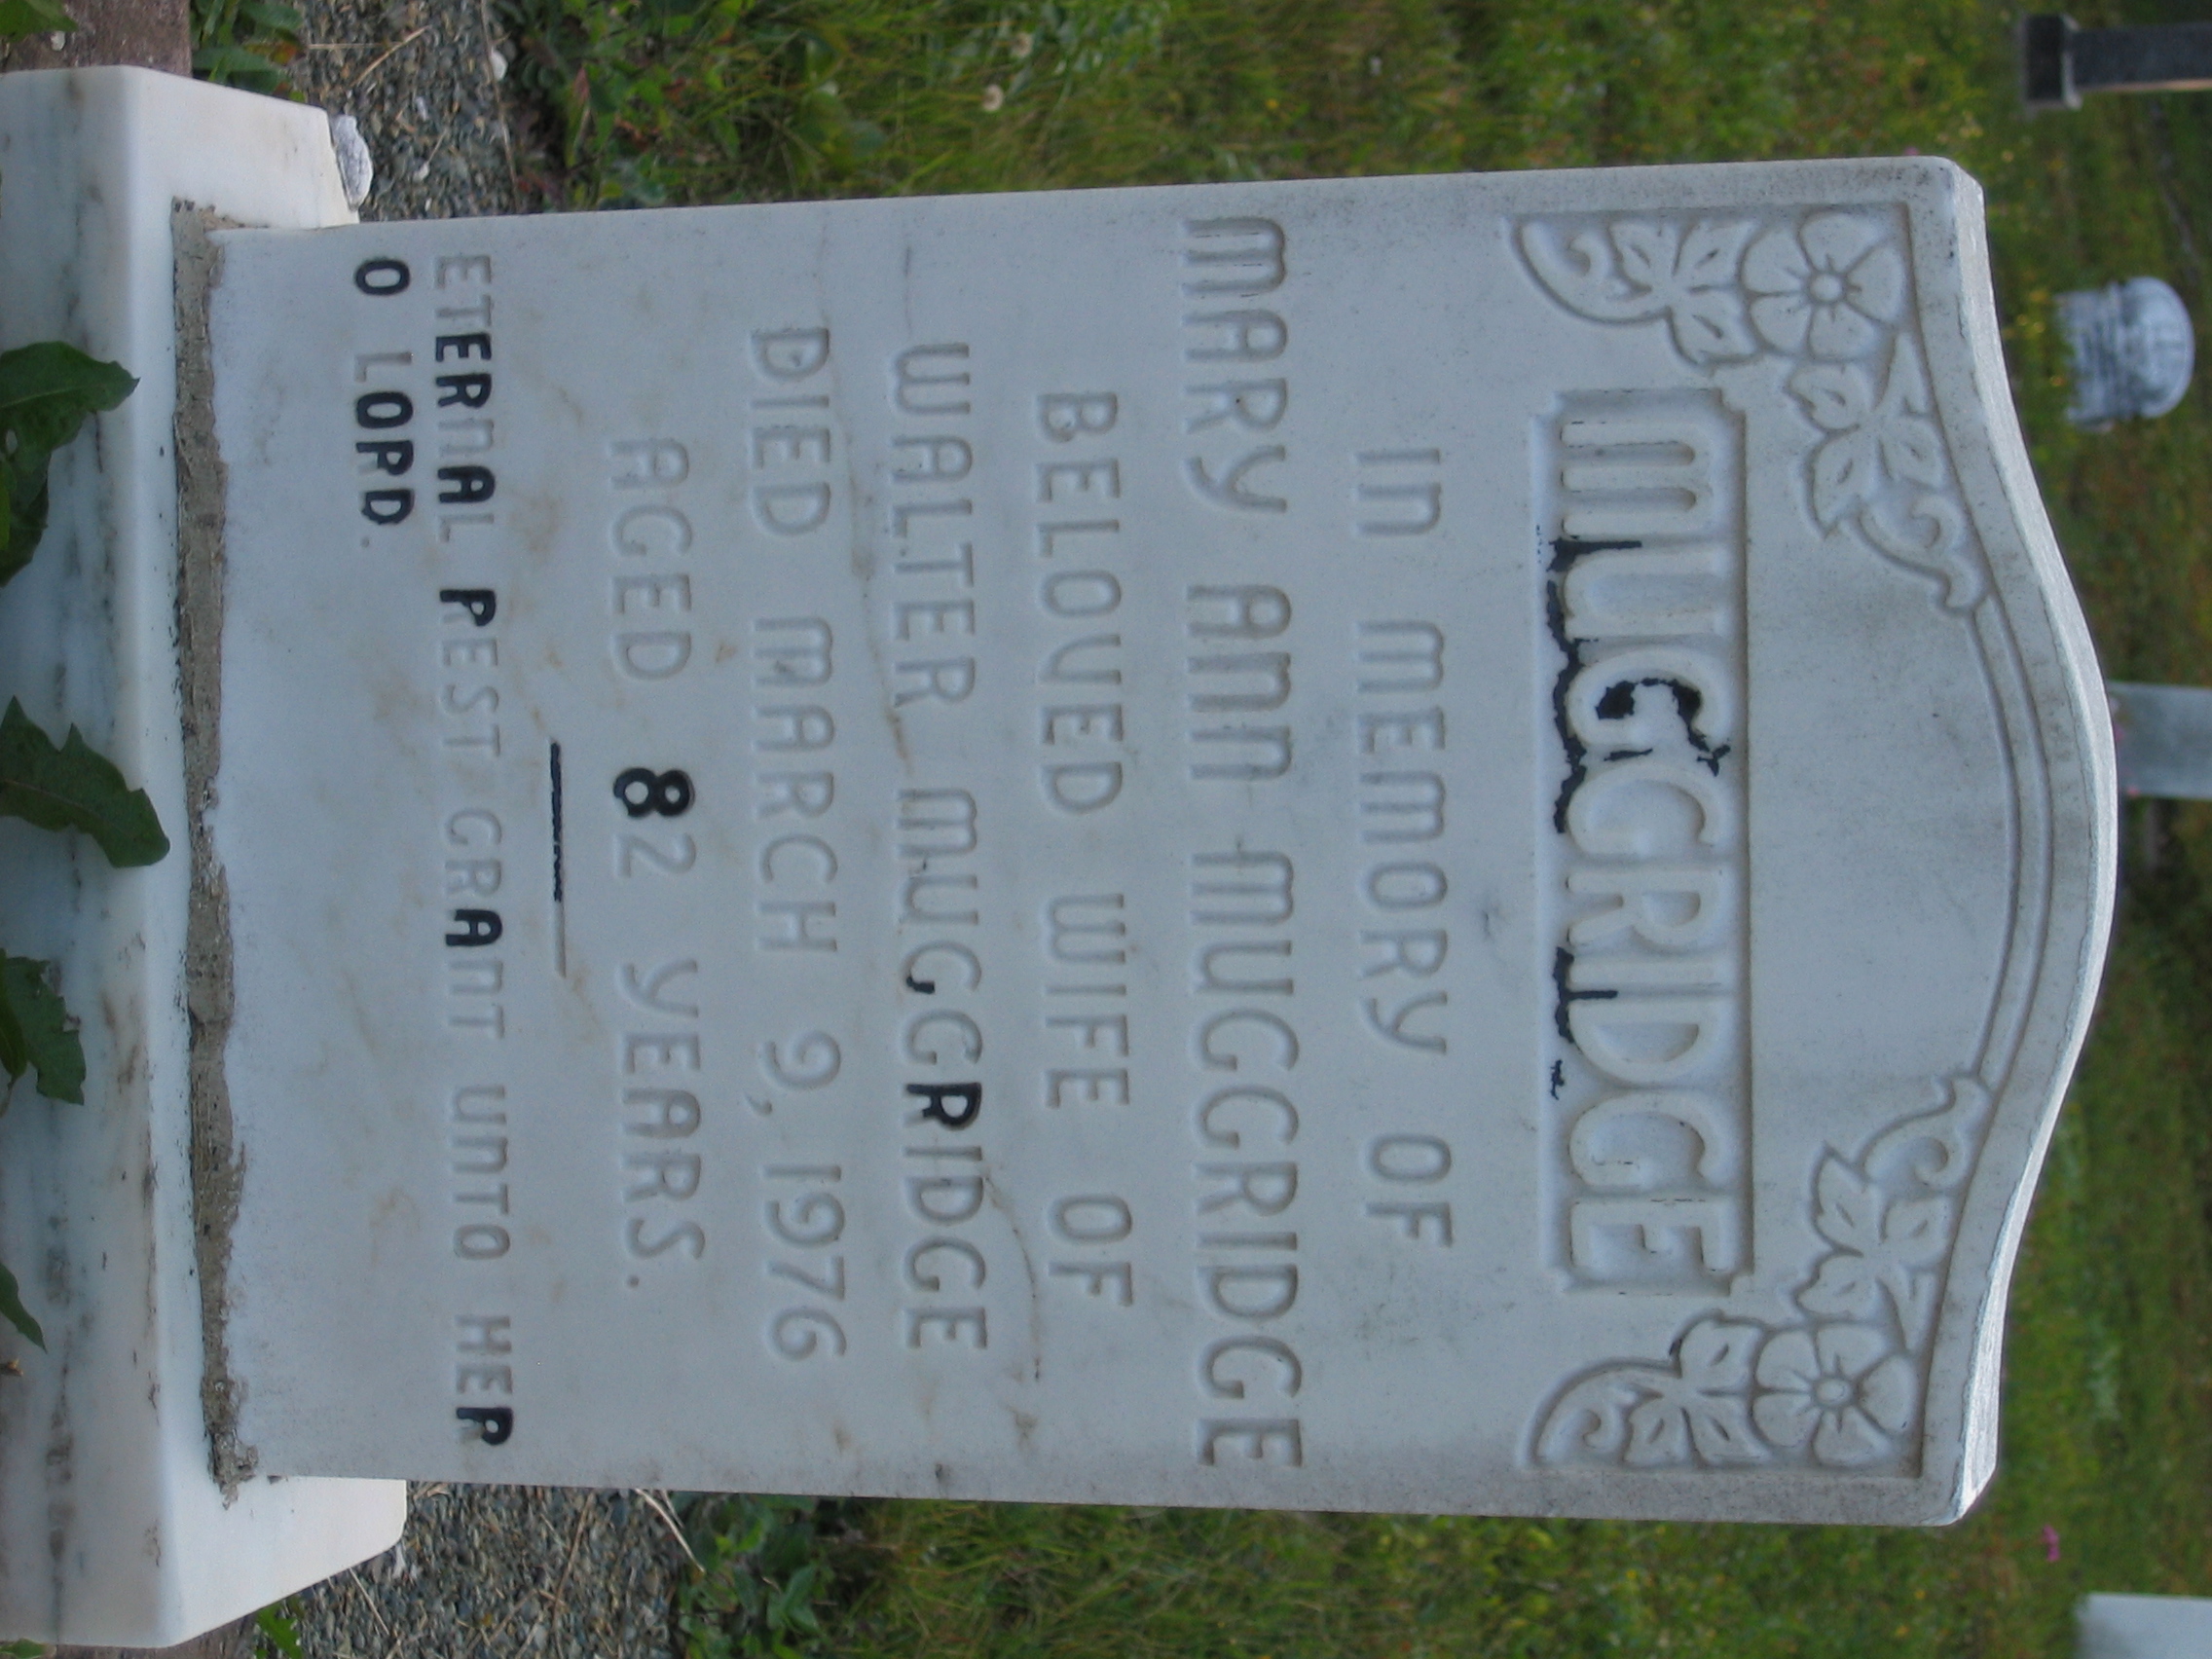 MUGGRIDGE
IN MEMORY OF
MARY ANN MUGGRIDGE
BELOVED WIFE OF
WALTER MUGGRIDGE
DIED MARCH 9, 1976
AGED 82 YEARS.
ETERNAL REST GRANT UNTO HER
O LORD.